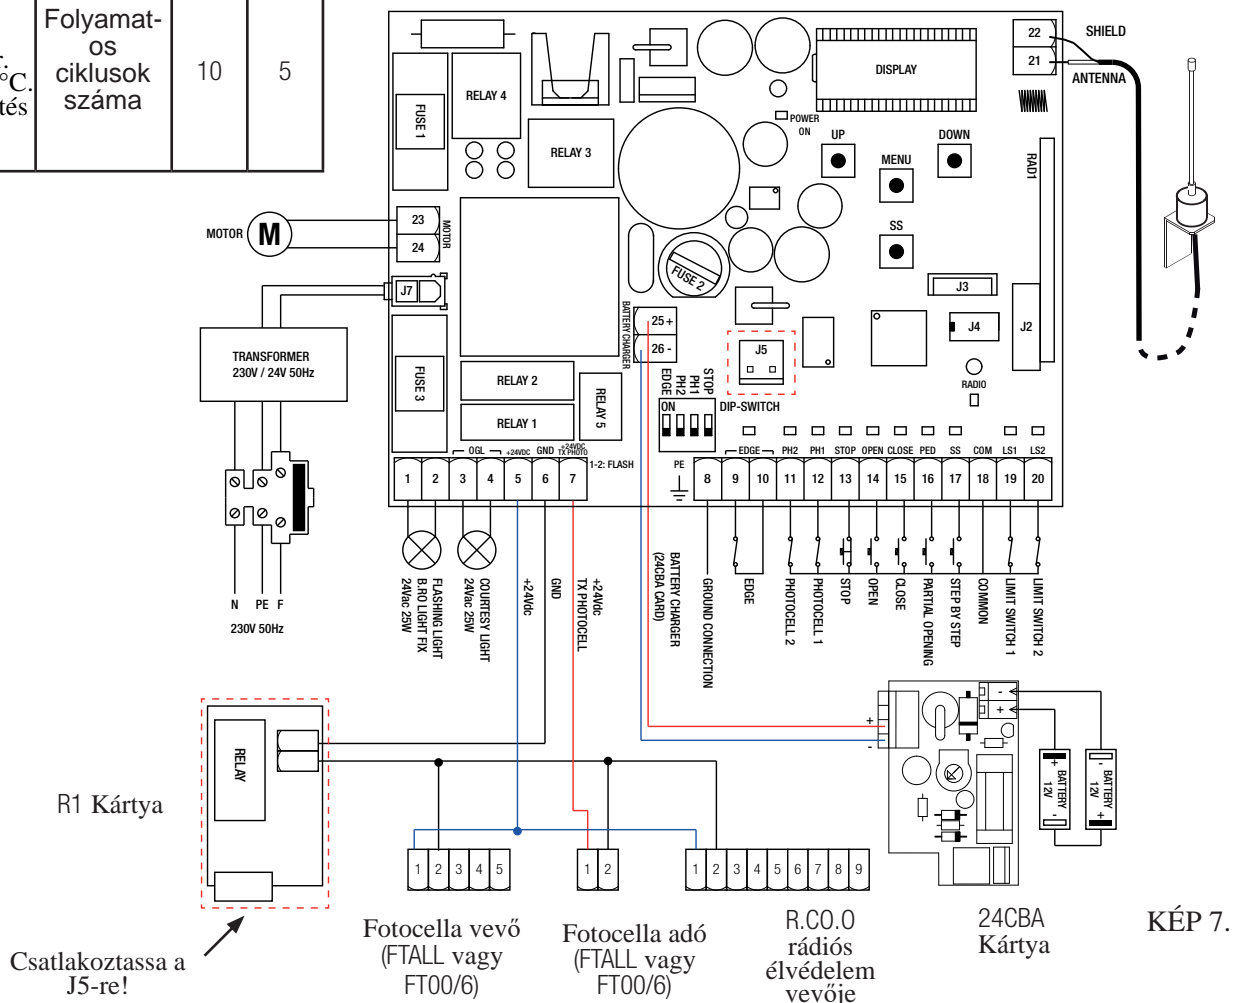 Folyamat-
os
ciklusok
száma
10
5
r.
°C.
tés
22
21
SHIELD
ANTENNA
DISPLAY
FUSE 1
RELAY 4
RELAY 3
POWER
ON
UP
DOWN
MENU
SS
RAD1
MOTOR
M
23
24
MOTOR
FUSE 2
J7
BATTERY CHARGER
25 +
26 -
J3
J4
J2
J5
RADIO
TRANSFORMER
230V / 24V 50Hz
FUSE 3
RELAY 2
RELAY 1
RELAY 5
EDGE
PH2
PH1
STOP
ON
DIP-SWITCH
OGL
+24VDC
GND
+24VDC
TX PHOTO
1-2: FLASH
PE
EDGE
PH2
PH1
STOP
OPEN
CLOSE
PED
SS
COM
LS1
LS2
1 2 3 4 5 6 7
8 9 10 11 12 13 14 15 16 17 18 19 20
N PE F
230V 50Hz
FLASHING LIGHT
B.RO LIGHT FIX
24Vac 25W
COURTESY LIGHT
24Vac 25W
+24Vdc
GND
+24Vdc
TX PHOTOCELL
BATTERY CHARGER
(24CBA CARD)
GROUND CONNECTION
EDGE
PHOTOCELL 2
PHOTOCELL 1
STOP
OPEN
CLOSE
PARTIAL OPENING
STEP BY STEP
COMMON
LIMIT SWITCH 1
LIMIT SWITCH 2
RELAY
R1 Kártya
+
-
-
+
+
BATTERY
12V
-
-
BATTERY
12V
+
1 2 3 4 5
1 2
1 2 3 4 5 6 7 8 9
Csatlakoztassa a
J5-re!
Fotocella vevő
(FTALL vagy
FT00/6)
Fotocella adó
(FTALL vagy
FT00/6)
R.CO.O
rádiós
élvédelem
vevője
24CBA
Kártya
KÉP 7.